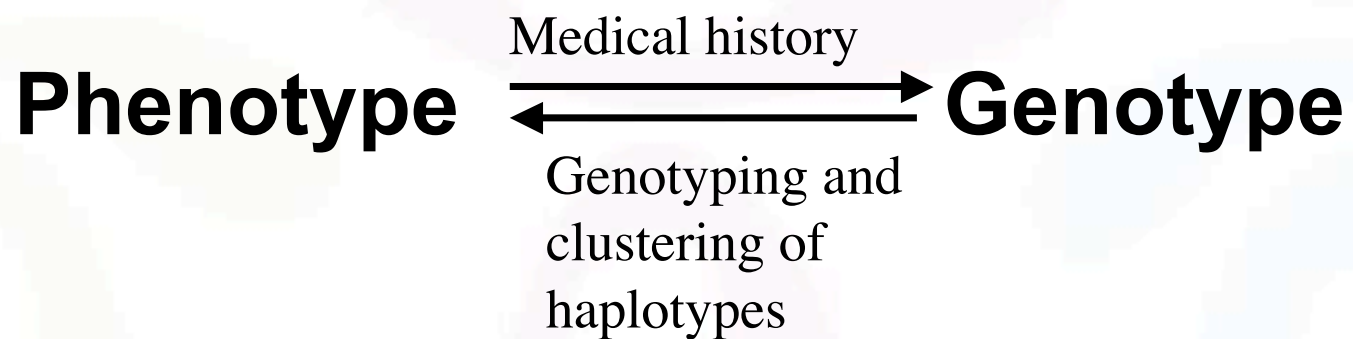 Medical history
Phenotype Genotype
Genotyping and
clustering of
haplotypes